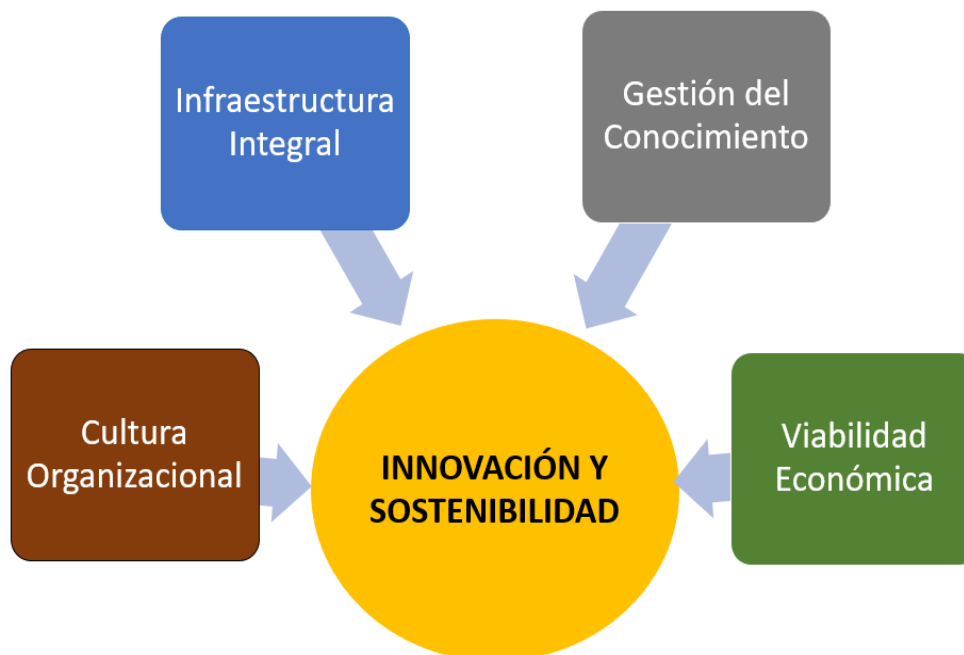 Infraestructura
Integral
Gestión del
Conocimiento
Cultura
Organizacional
INNOVACIÓN Y
SOSTENIBILIDAD
Viabilidad
Económica